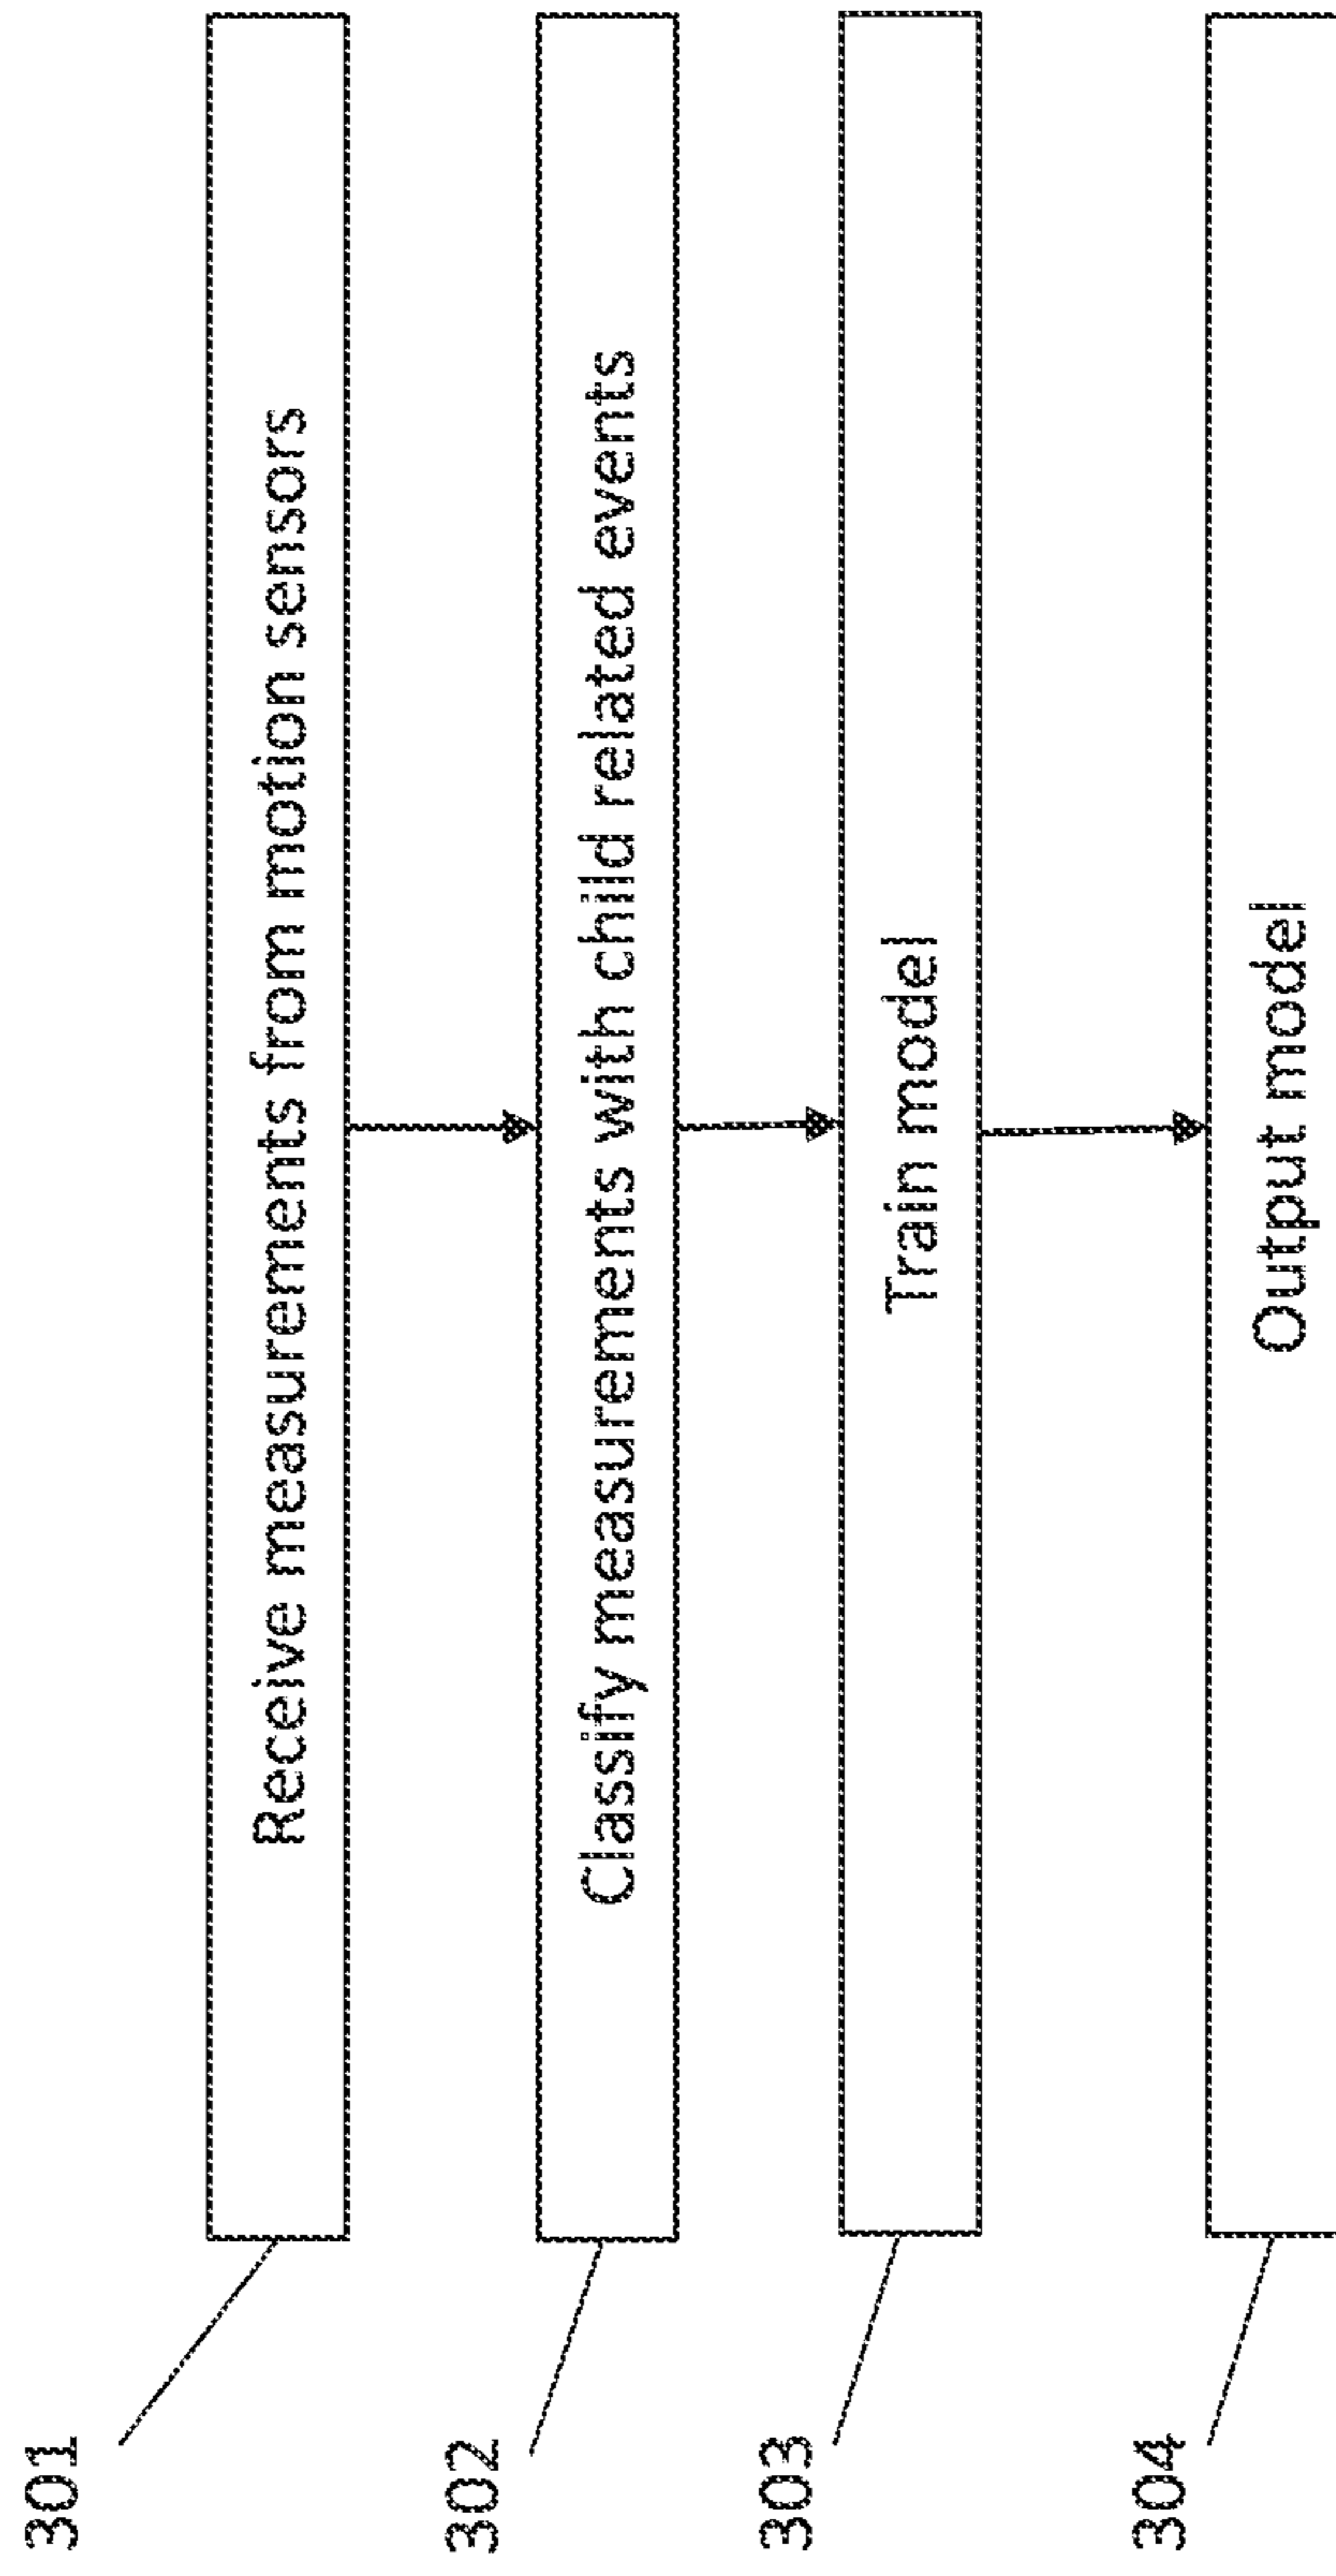 301
Receive measurements from motion sensors
302
Classify measurements with child related events
303
Train model
304
Output model